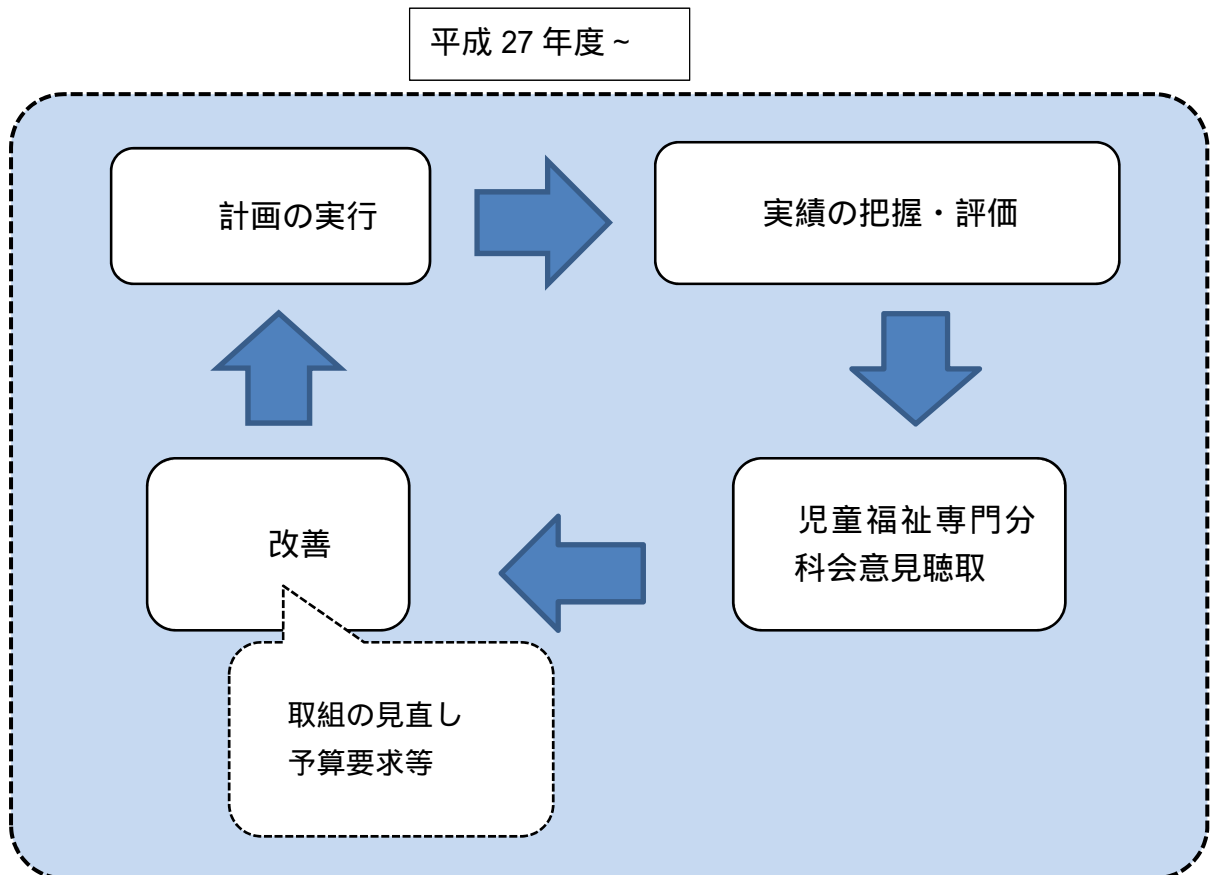 平成 27 年度 ~
計画の実行
実績の把握・評価
改善
児童福祉専門分
科会意見聴取
取組の見直し
予算要求等